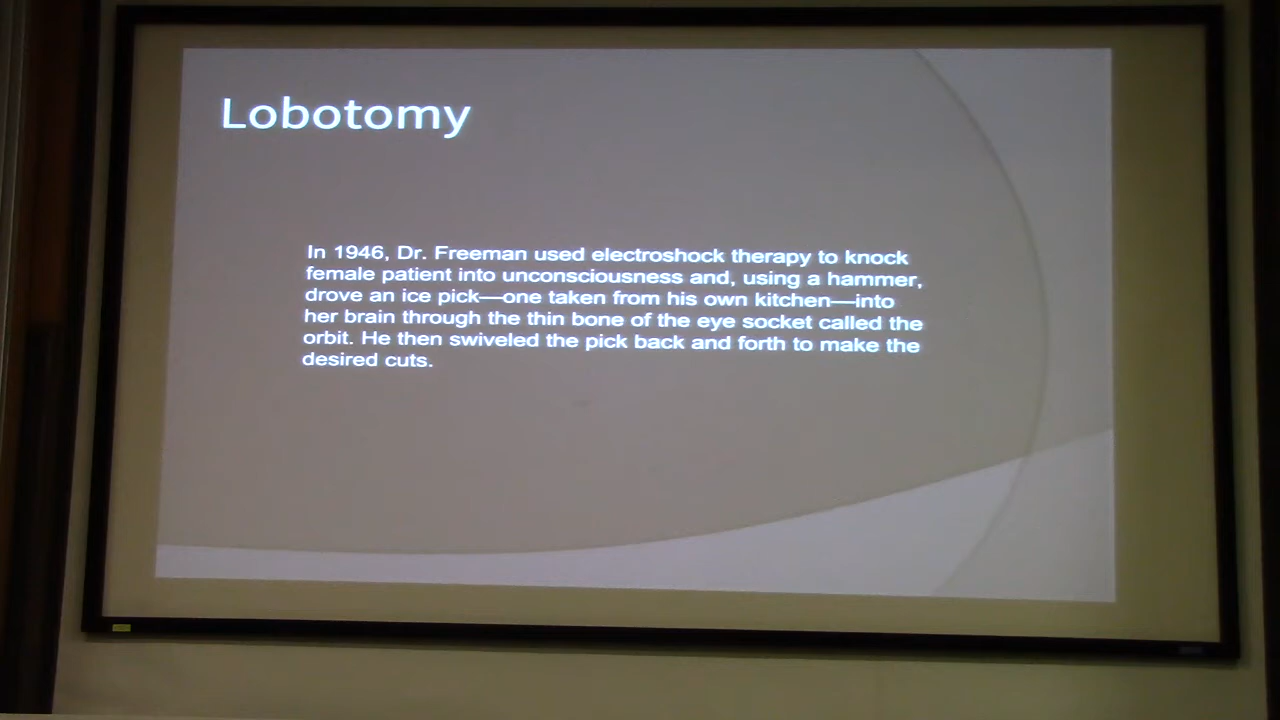 Lobotomy
In 1946, Dr. Freeman used electroshock therapy to knock
female patient into unconsciousness and, using a hammer,
drove an ice pick—one taken from his own kitchen—into
her brain through the thin bone of the eye socket called the
orbit. He then swiveled the pick back and forth to make the
desired cuts.